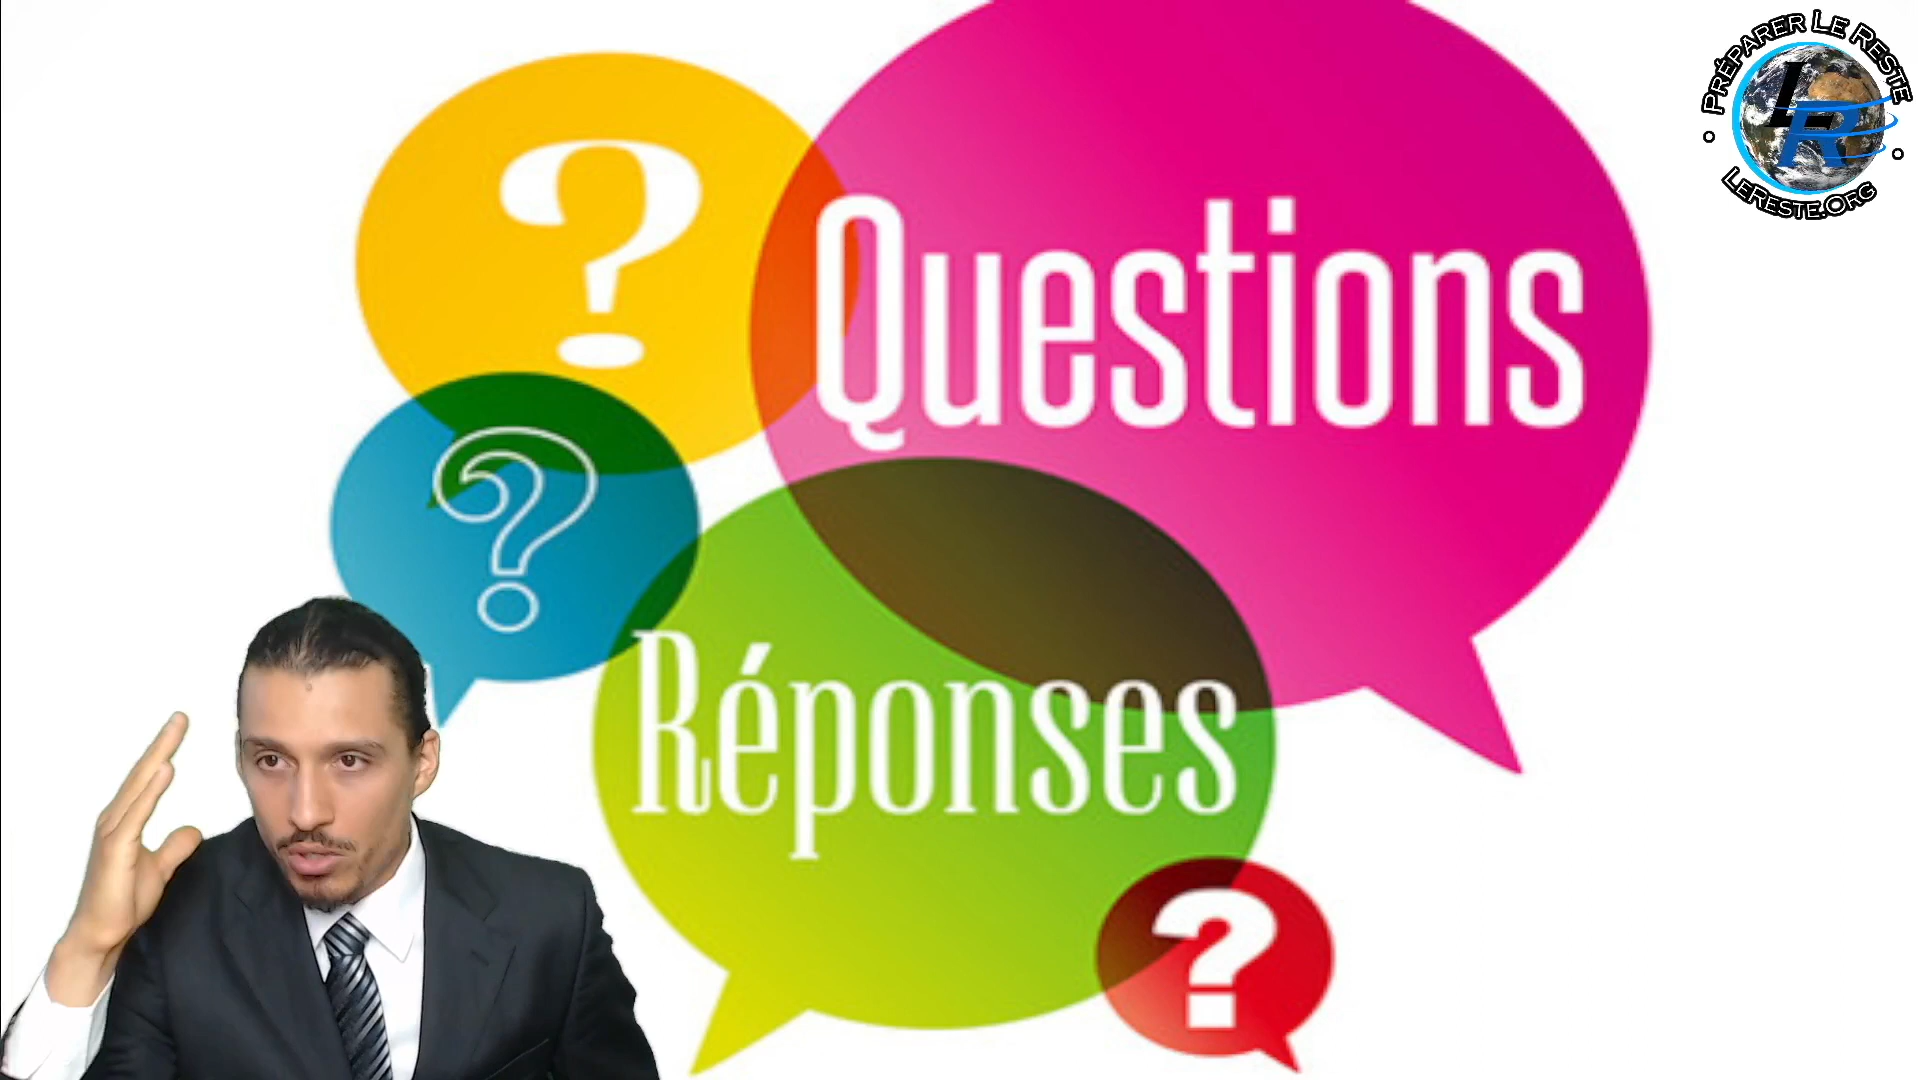 ?
Questions
?
Réponses
?
PRÉPARER LE RESTE
LR
LERESTE.ORG